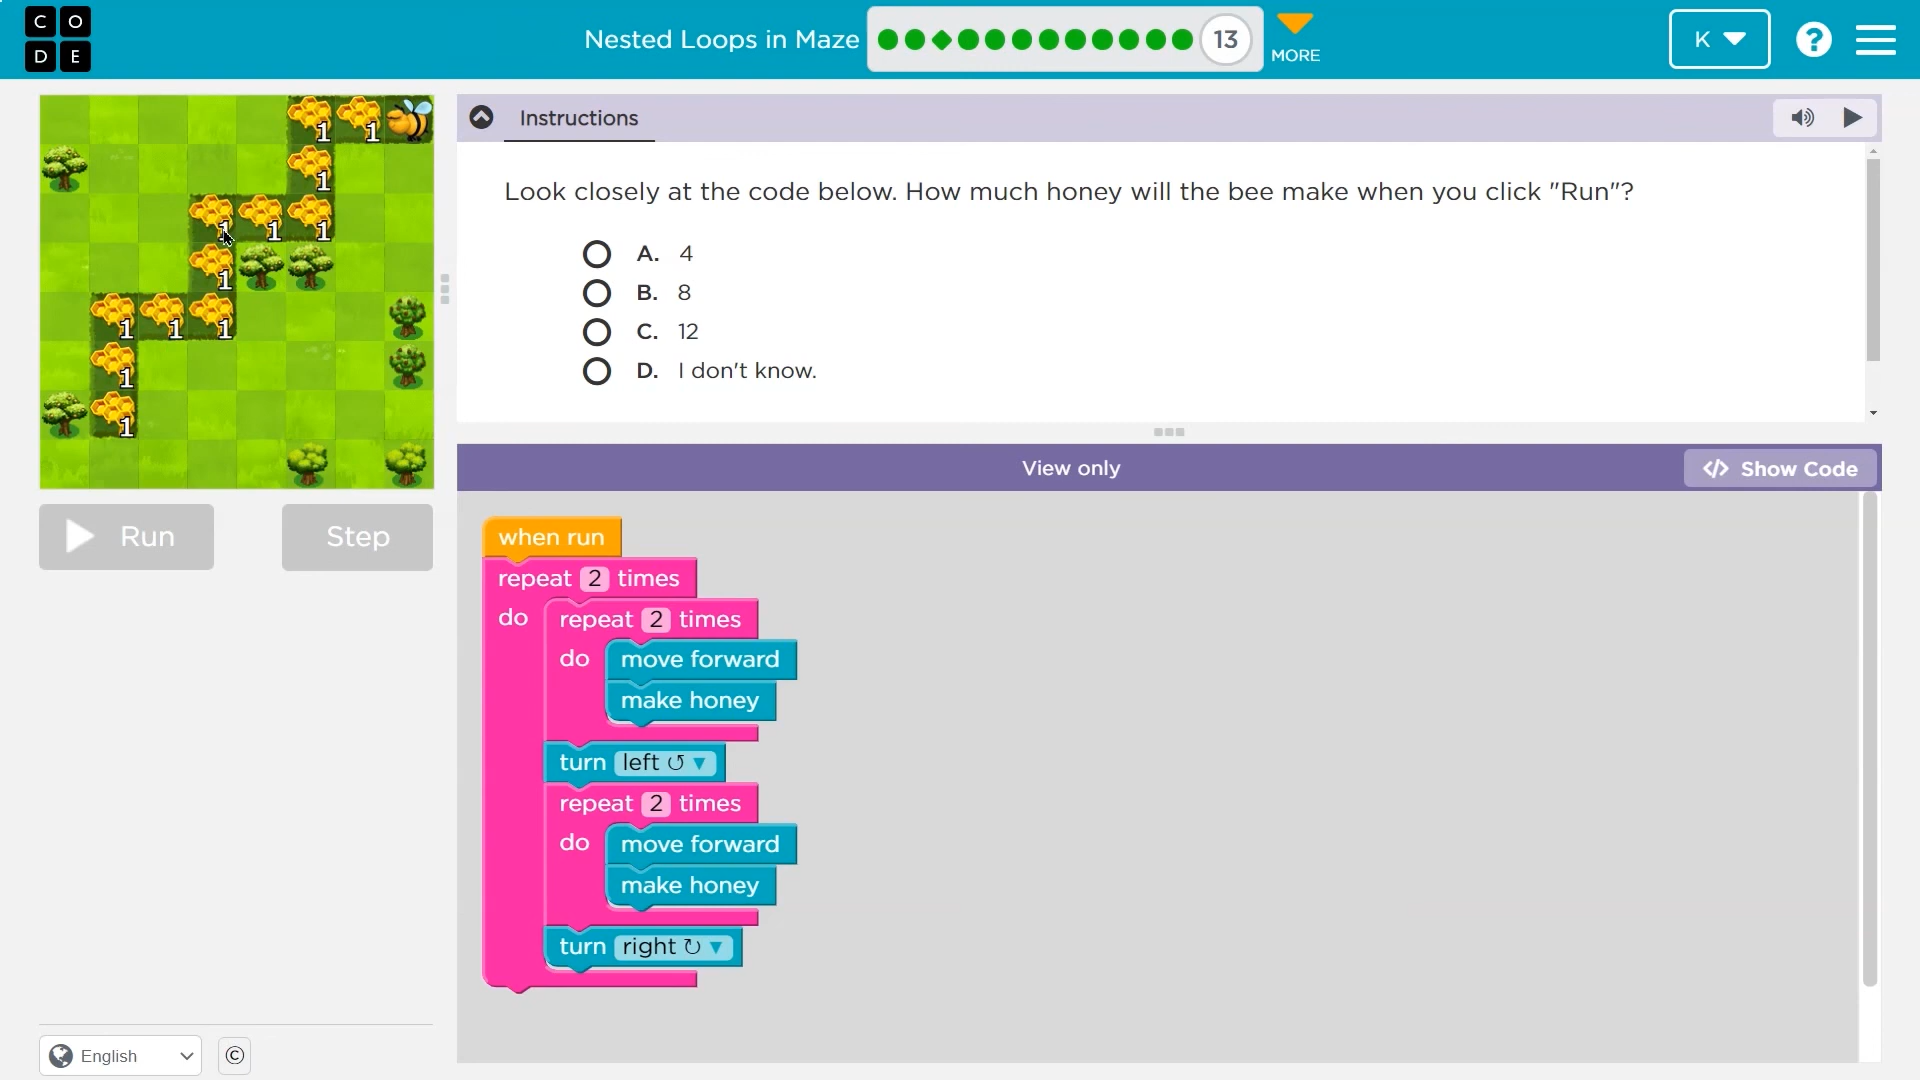 C O
D E
Nested Loops in Maze
13
MORE
K
?
1 1
1
1 1 1
1
1 1 1
1
1
Run
Step
English
©
Instructions
Look closely at the code below. How much honey will the bee make when you click "Run"?
A. 4
B. 8
C. 12
D. I don't know.
View only
</> Show Code
when run
repeat 2 times
do repeat 2 times
do move forward
make honey
turn left ↺ ▼
repeat 2 times
do move forward
make honey
turn right ↻ ▼